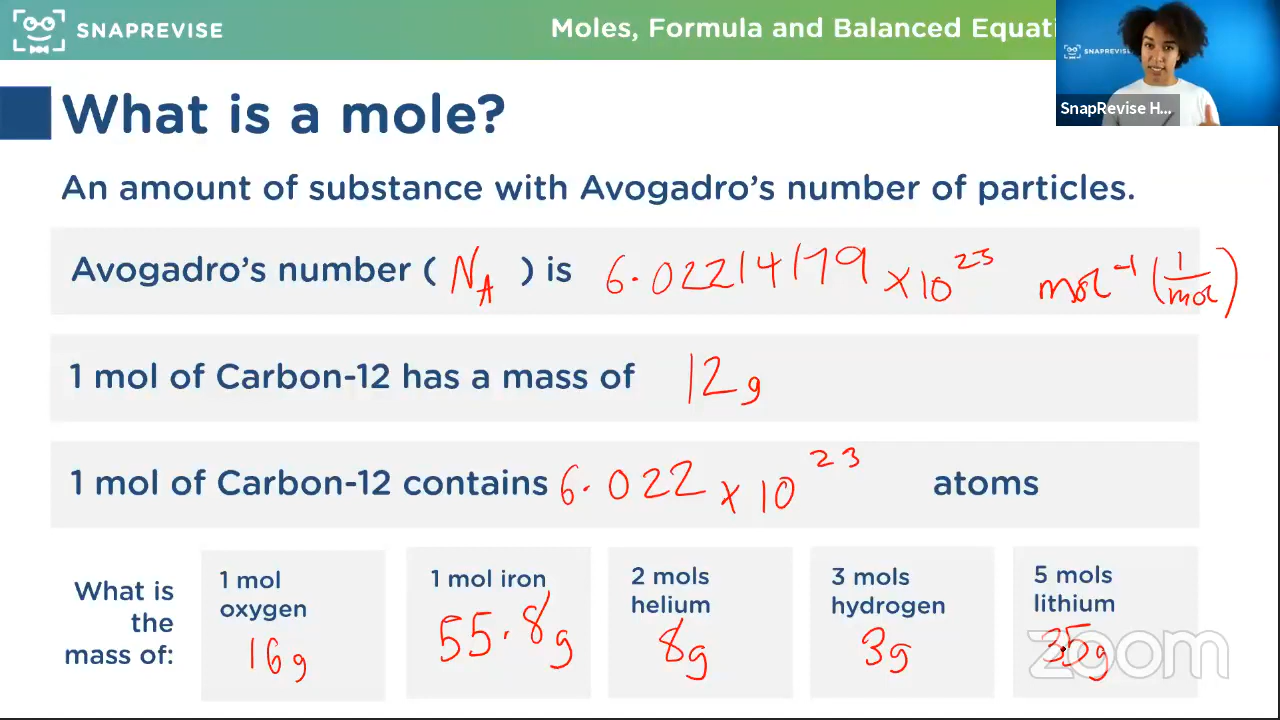 SNAPREVISE
Moles, Formula and Balanced Equati
SNAPREVISE
SnapRevise H...
What is a mole?
An amount of substance with Avogadro's number of particles.
Avogadro's number ( N_A ) is 6.02214179 × 10^23 mol^-1 (1/mol)
1 mol of Carbon-12 has a mass of 12g
1 mol of Carbon-12 contains 6.022 × 10^23 atoms
What is
the
mass of:
1 mol
oxygen
16g
1 mol iron
55.8g
2 mols
helium
8g
3 mols
hydrogen
3g
5 mols
lithium
35g
zoom